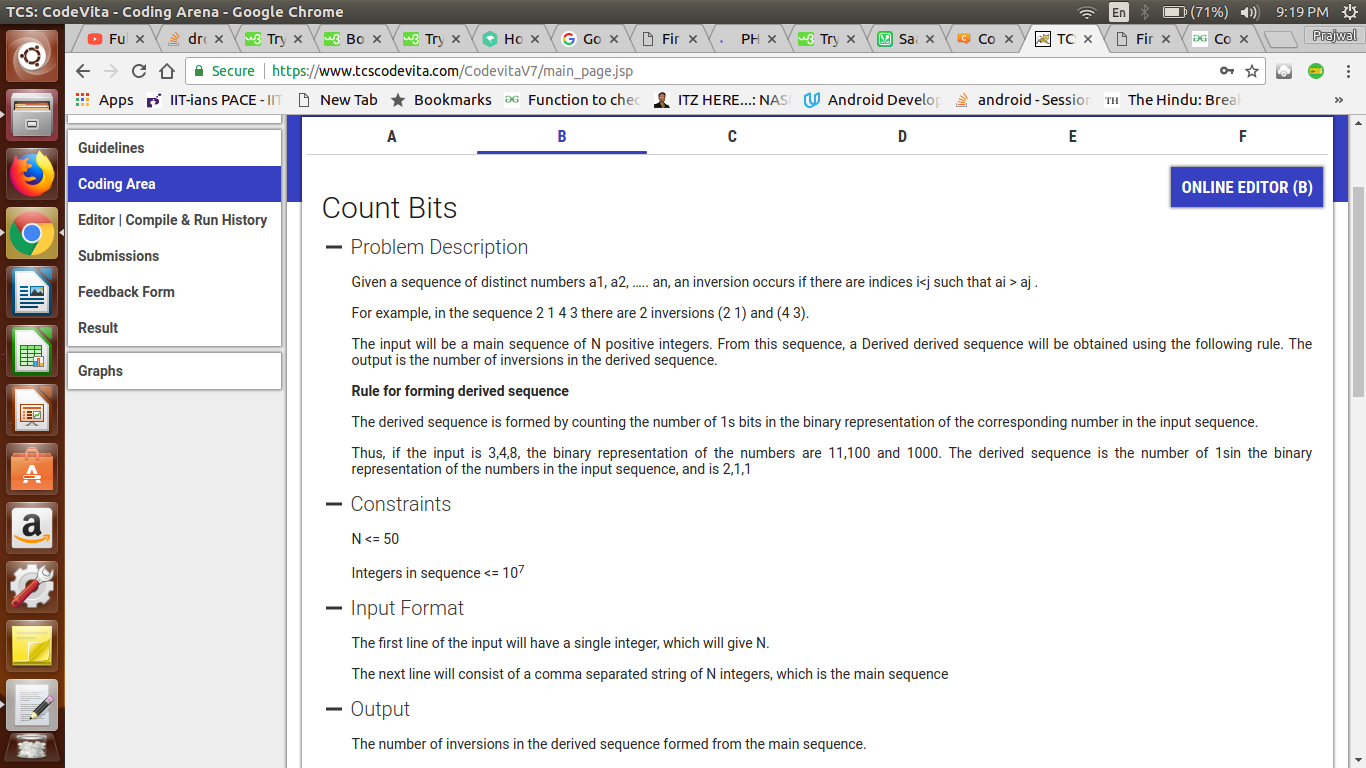 TCS: CodeVita - Coding Arena - Google Chrome
En
(71%)
9:19 PM
Prajwal
Ful
dro
Try
Bo
Try
Ho
Go
Fir
PH
Try
Saa
Co
TC
Fir
Co
Secure
https://www.tcscodevita.com/CodevitaV7/main_page.jsp
Apps
IIT-ians PACE - IIT
New Tab
Bookmarks
Function to chec
ITZ HERE...: NAS
Android Develop
android - Session
TH The Hindu: Break
»
Guidelines
Coding Area
Editor | Compile & Run History
Submissions
Feedback Form
Result
Graphs
A B C D E F
ONLINE EDITOR (B)
Count Bits
Problem Description
Given a sequence of distinct numbers a1, a2, ..... an, an inversion occurs if there are indices i<j such that ai > aj .
For example, in the sequence 2 1 4 3 there are 2 inversions (2 1) and (4 3).
The input will be a main sequence of N positive integers. From this sequence, a Derived derived sequence will be obtained using the following rule. The
output is the number of inversions in the derived sequence.
Rule for forming derived sequence
The derived sequence is formed by counting the number of 1s bits in the binary representation of the corresponding number in the input sequence.
Thus, if the input is 3,4,8, the binary representation of the numbers are 11,100 and 1000. The derived sequence is the number of 1sin the binary
representation of the numbers in the input sequence, and is 2,1,1
Constraints
N <= 50
Integers in sequence <= 10⁷
Input Format
The first line of the input will have a single integer, which will give N.
The next line will consist of a comma separated string of N integers, which is the main sequence
Output
The number of inversions in the derived sequence formed from the main sequence.